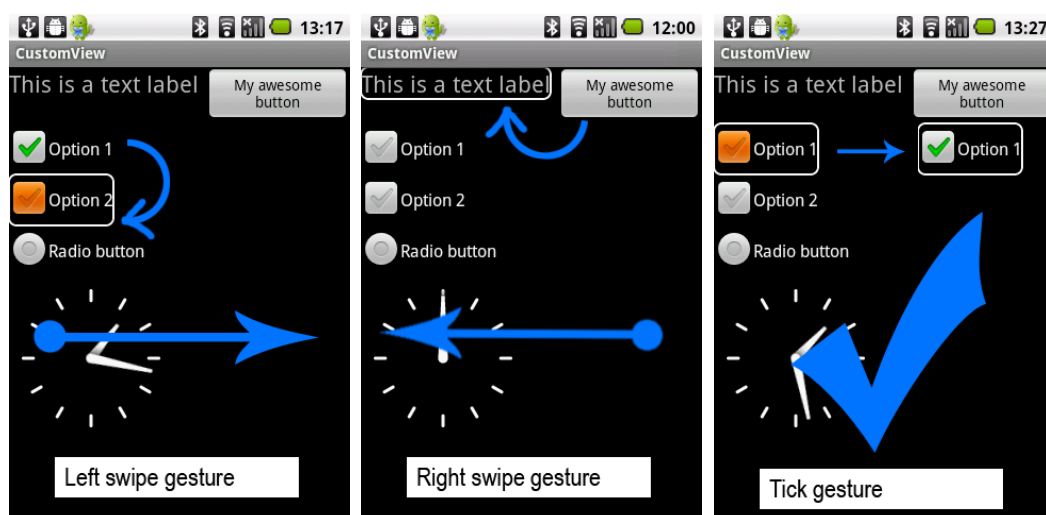 13:17
CustomView
This is a text label
My awesome
button
Option 1
Option 2
Radio button
Left swipe gesture
12:00
CustomView
This is a text label
My awesome
button
Option 1
Option 2
Radio button
Right swipe gesture
13:27
CustomView
This is a text label
My awesome
button
Option 1
Option 1
Option 2
Radio button
Tick gesture